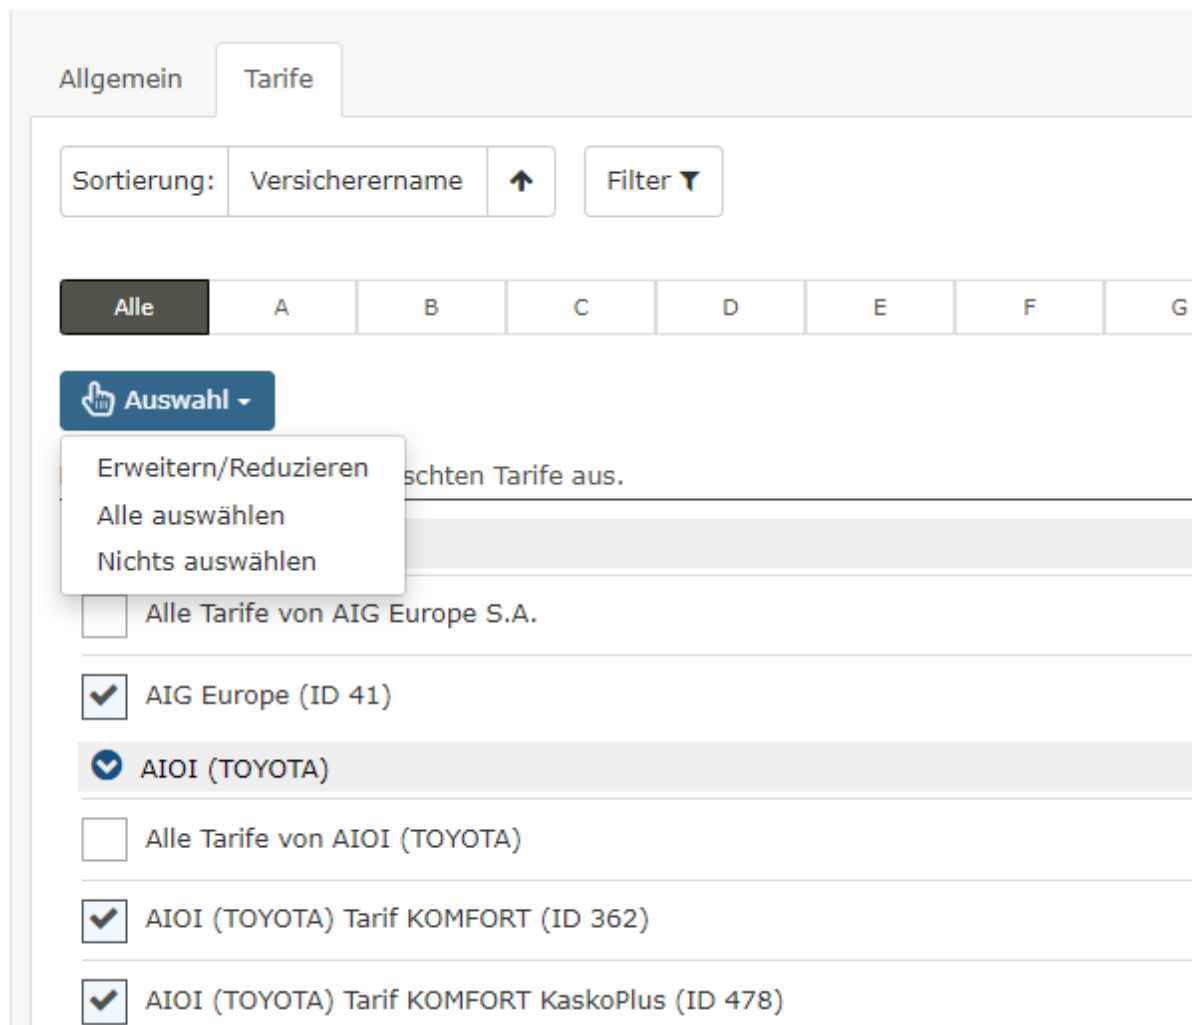 Allgemein Tarife
Sortierung: Versicherername Filter
Alle A B C D E F G
Auswahl
Erweitern/Reduzieren
schten Tarife aus.
Alle auswählen
Nichts auswählen
Alle Tarife von AIG Europe S.A.
AIG Europe (ID 41)
AIOI (TOYOTA)
Alle Tarife von AIOI (TOYOTA)
AIOI (TOYOTA) Tarif KOMFORT (ID 362)
AIOI (TOYOTA) Tarif KOMFORT KaskoPlus (ID 478)